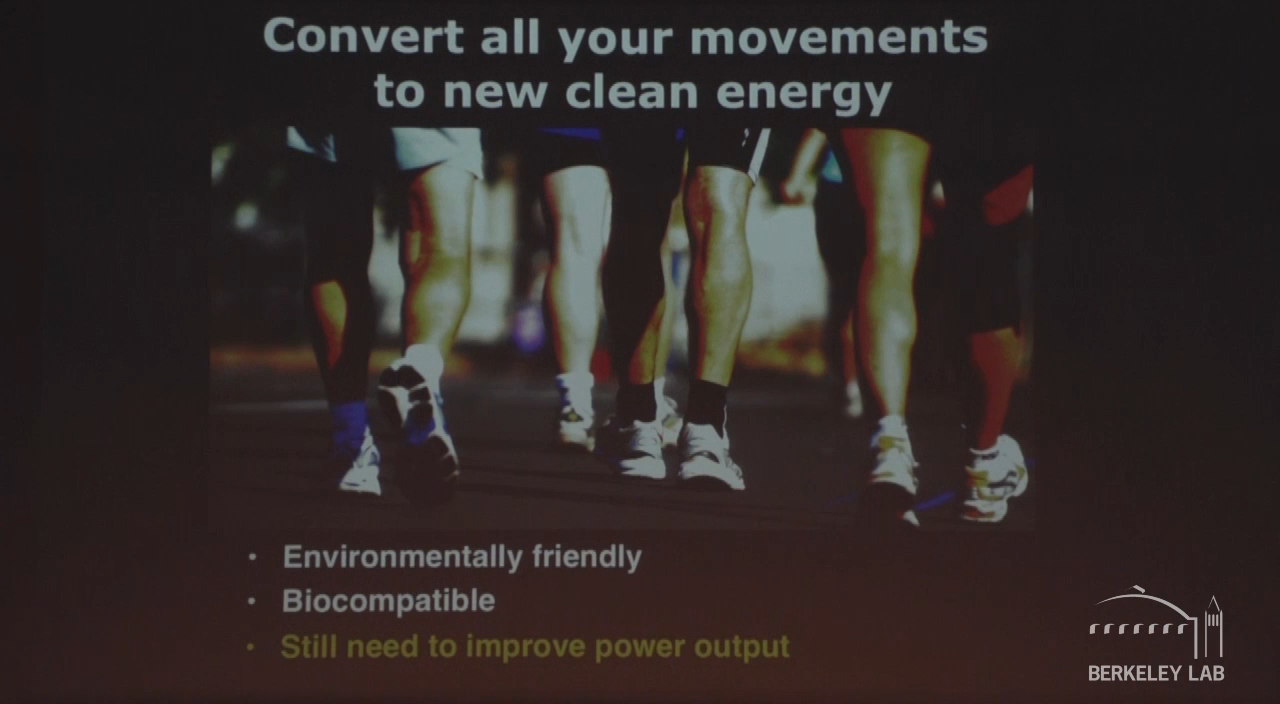 Convert all your movements
to new clean energy
• Environmentally friendly
• Biocompatible
• Still need to improve power output
BERKELEY LAB